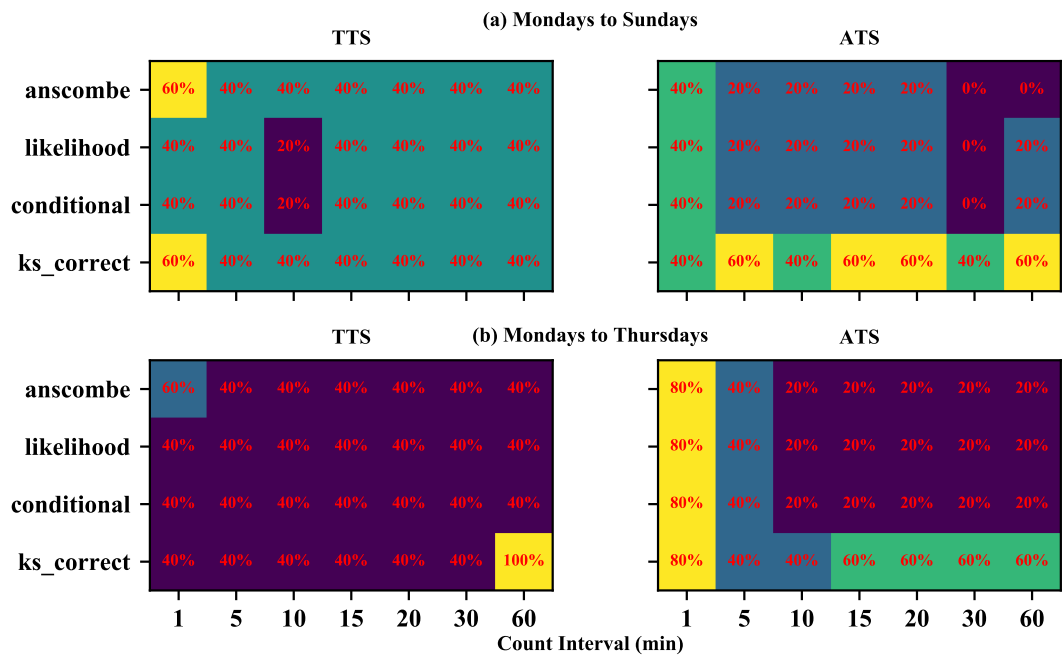 (a) Mondays to Sundays
TTS ATS
anscombe 60% 40% 40% 40% 40% 40% 40% 40% 20% 20% 20% 20% 0% 0%
likelihood 40% 40% 20% 40% 40% 40% 40% 40% 20% 20% 20% 20% 0% 20%
conditional 40% 40% 20% 40% 40% 40% 40% 40% 20% 20% 20% 20% 0% 20%
ks_correct 60% 40% 40% 40% 40% 40% 40% 40% 60% 40% 60% 60% 40% 60%
(b) Mondays to Thursdays
TTS ATS
anscombe 60% 40% 40% 40% 40% 40% 40% 80% 40% 20% 20% 20% 20% 20%
likelihood 40% 40% 40% 40% 40% 40% 40% 80% 40% 20% 20% 20% 20% 20%
conditional 40% 40% 40% 40% 40% 40% 40% 80% 40% 20% 20% 20% 20% 20%
ks_correct 40% 40% 40% 40% 40% 40% 100% 80% 40% 40% 60% 60% 60% 60%
1 5 10 15 20 30 60 1 5 10 15 20 30 60
Count Interval (min)